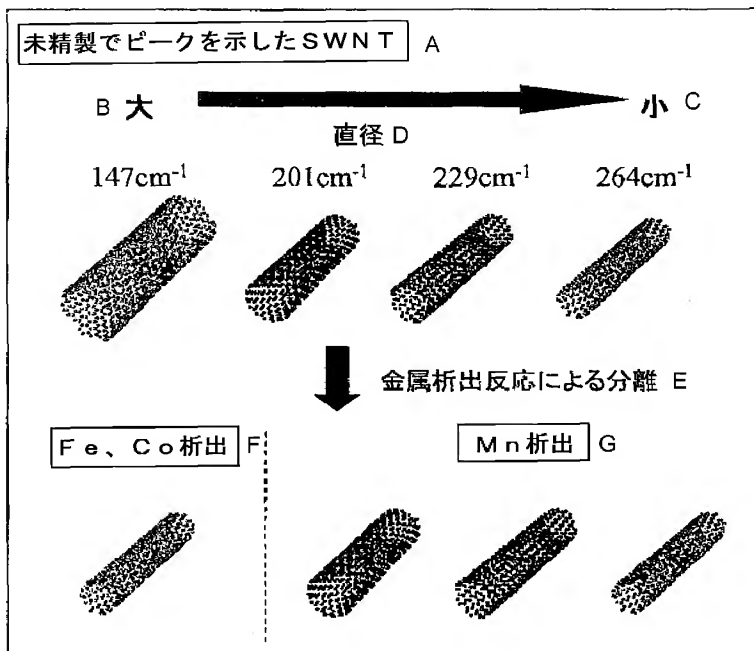 未精製でピークを示したSWNT A
B 大 小 C
直径 D
147cm⁻¹ 201cm⁻¹ 229cm⁻¹ 264cm⁻¹
金属析出反応による分離 E
Fe、Co析出 F Mn析出 G